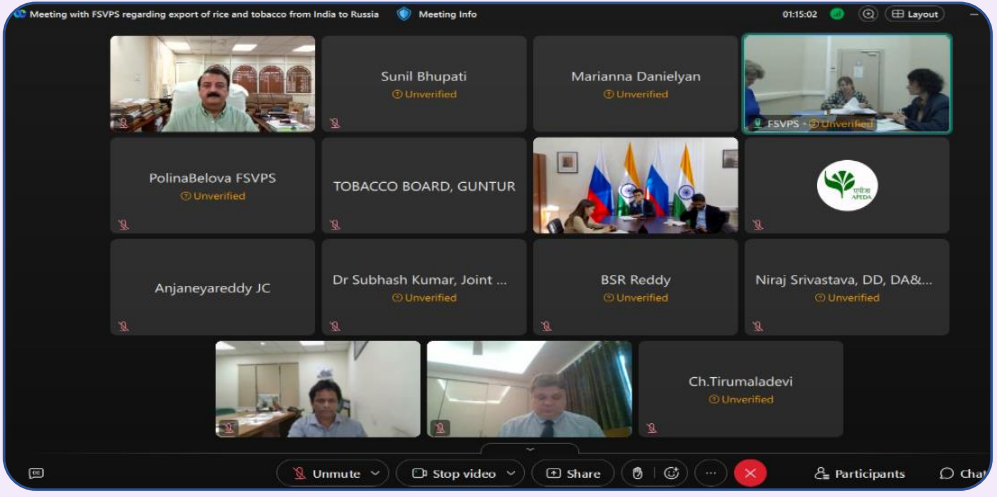 Meeting with FSVPS regarding export of rice and tobacco from India to Russia
Meeting Info
01:15:02
Layout
Sunil Bhupati
Unverified
Marianna Danielyan
Unverified
FSVPS - Unverified
PolinaBelova FSVPS
Unverified
TOBACCO BOARD, GUNTUR
एपीडा
APEDA
Anjaneyareddy JC
Dr Subhash Kumar, Joint ...
Unverified
BSR Reddy
Unverified
Niraj Srivastava, DD, DA&...
Unverified
Ch.Tirumaladevi
Unverified
CC
Unmute
Stop video
Share
Participants
Chat